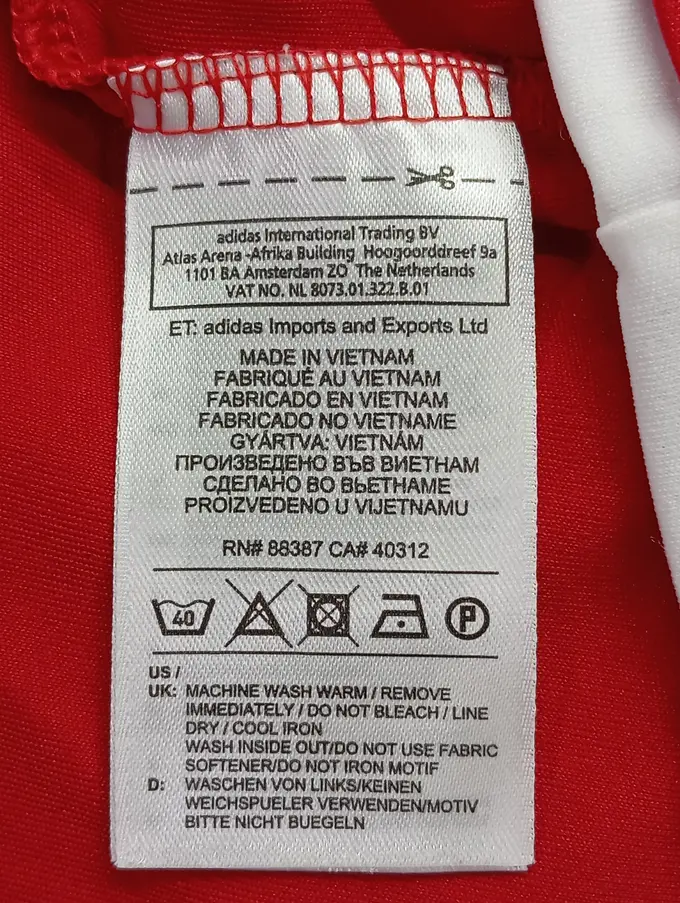 adidas International Trading BV
Atlas Arena -Afrika Building Hoogoorddreef 9a
1101 BA Amsterdam ZO The Netherlands
VAT NO. NL 8073.01.322.B.01
ET: adidas Imports and Exports Ltd
MADE IN VIETNAM
FABRIQUÉ AU VIETNAM
FABRICADO EN VIETNAM
FABRICADO NO VIETNAME
GYÁRTVA: VIETNÁM
ПРОИЗВЕДЕНО ВЪВ ВИЕТНАМ
СДЕЛАНО ВО ВЬЕТНАМЕ
PROIZVEDENO U VIJETNAMU
RN# 88387 CA# 40312
40 P
US /
UK: MACHINE WASH WARM / REMOVE
IMMEDIATELY / DO NOT BLEACH / LINE
DRY / COOL IRON
WASH INSIDE OUT/DO NOT USE FABRIC
SOFTENER/DO NOT IRON MOTIF
D: WASCHEN VON LINKS/KEINEN
WEICHSPUELER VERWENDEN/MOTIV
BITTE NICHT BUEGELN